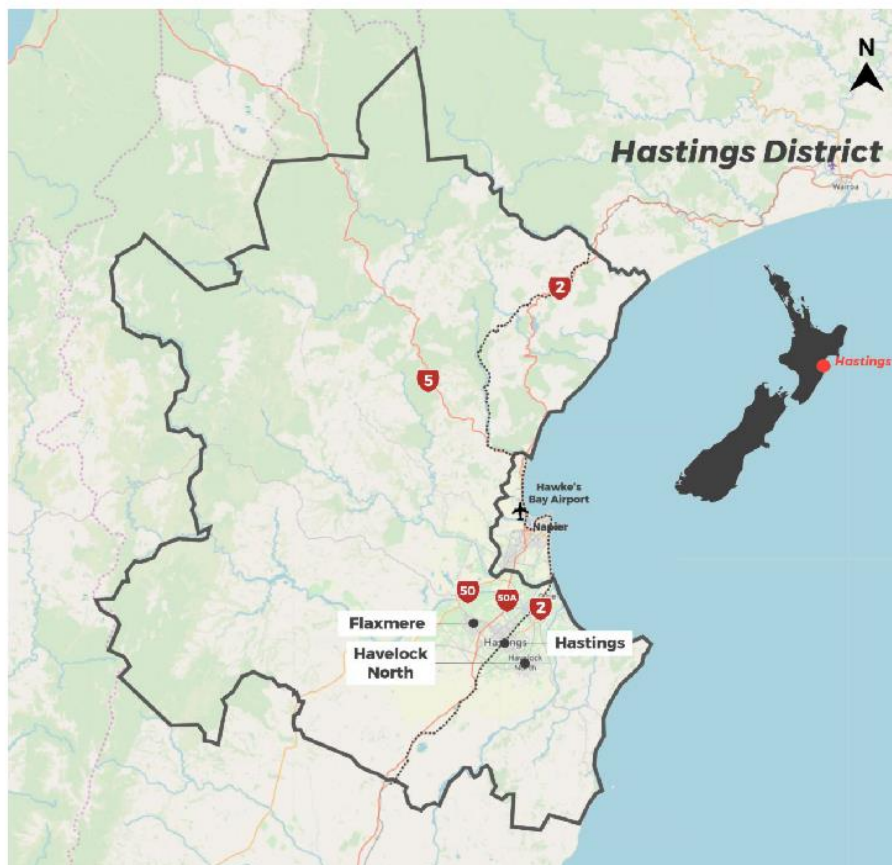 N
Hastings District
Wairoa
2
Hastings
5
Hawke's
Bay Airport
Napier
50
50A
2
Flaxmere
Hastings
Hastings
Havelock
North
Havelock
North